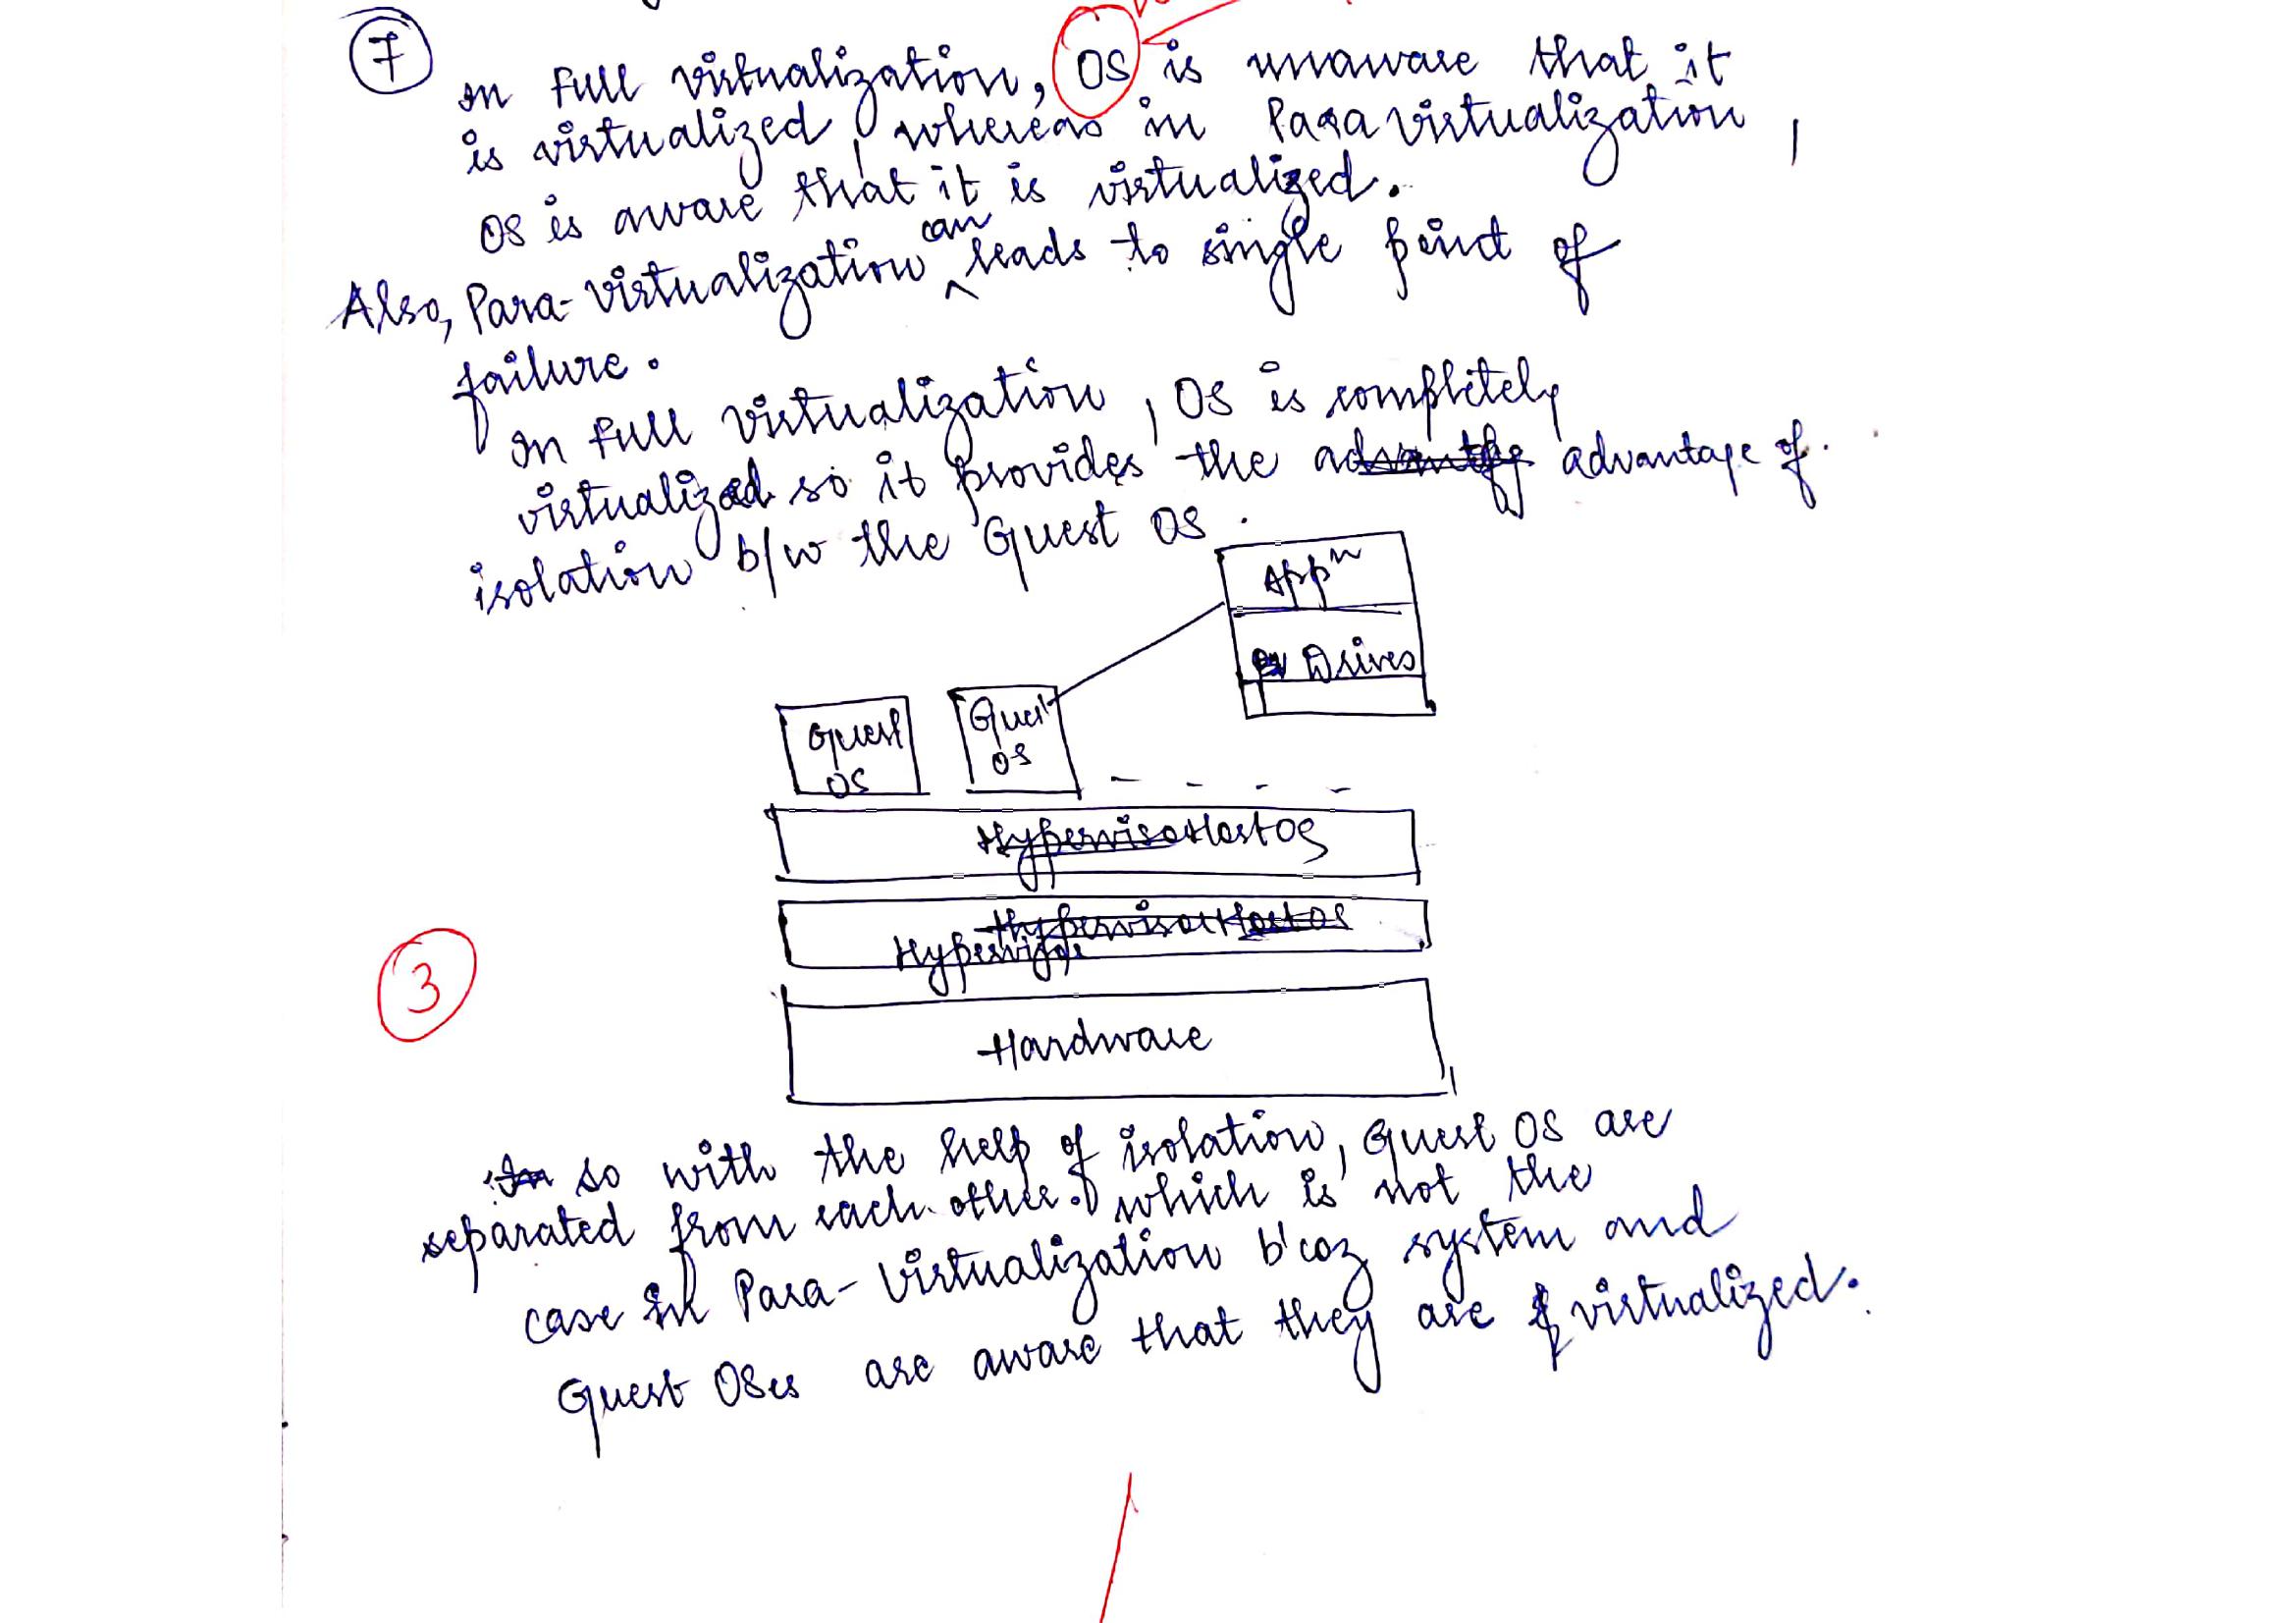 7
In Full virtualization, OS is unaware that it
is virtualized, whereas in Para virtualization,
OS is aware that it is virtualized.
Also, Para-virtualization can leads to single point of
failure.
In Full virtualization, OS is completely
virtualized so it provides the advantage of.
isolation b/w the Guest OS.
Appn
Drives
Guest
OS
Guest
OS
Host OS
Hypervisor
Hardware
3
so with the help of isolation, Guest OS are
separated from each other. which is not the
case in Para-Virtualization b'coz system and
Guest OSes are aware that they are virtualized.